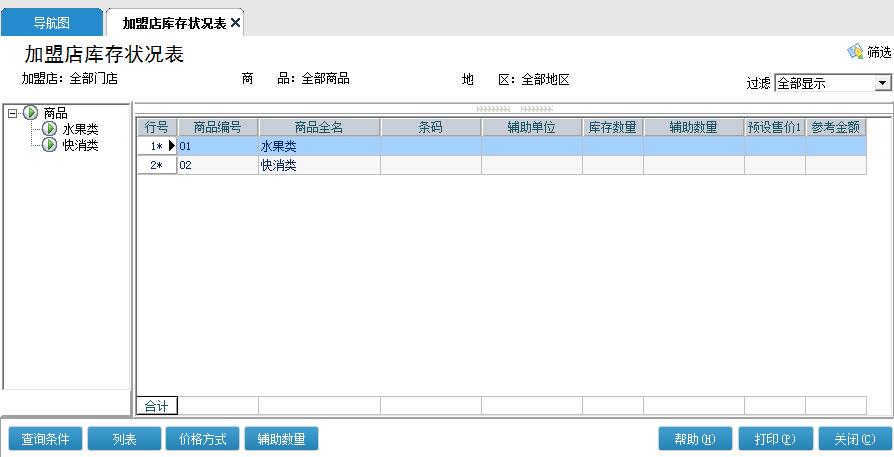 导航图 加盟店库存状况表
加盟店库存状况表
筛选
加盟店：全部门店 商 品：全部商品 地 区：全部地区
过滤 全部显示
商品
水果类
快消类
行号 商品编号 商品全名 条码 辅助单位 库存数量 辅助数量 预设售价1 参考金额
1* 01 水果类
2* 02 快消类
合计
查询条件 列表 价格方式 辅助数量 帮助(H) 打印(P) 关闭(C)